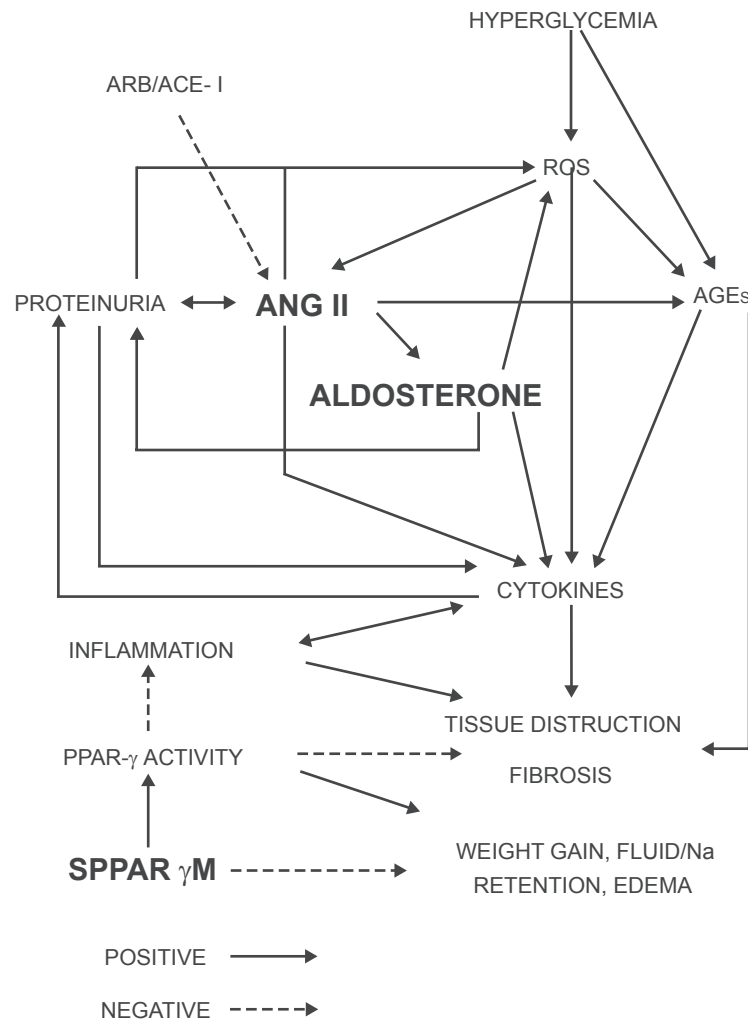 HYPERGLYCEMIA
ARB/ACE- I
ROS
PROTEINURIA
ANG II
AGEs
ALDOSTERONE
CYTOKINES
INFLAMMATION
TISSUE DISTRUCTION
PPAR-γ ACTIVITY
FIBROSIS
SPPAR γM
WEIGHT GAIN, FLUID/Na
RETENTION, EDEMA
POSITIVE
NEGATIVE